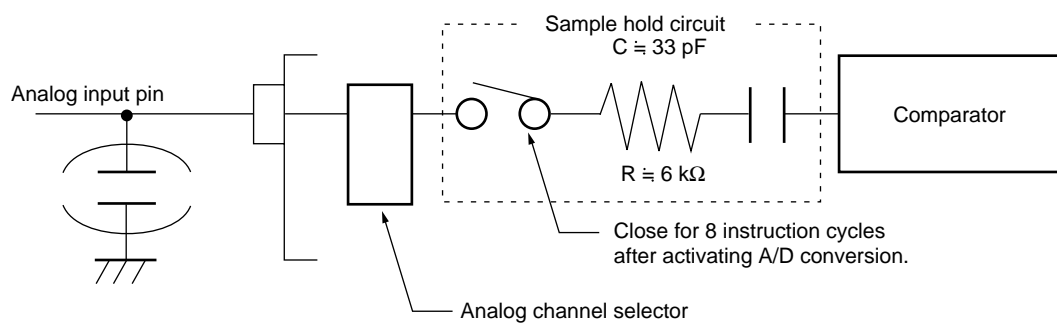 Sample hold circuit
C ≒ 33 pF
Analog input pin
Comparator
R ≒ 6 kΩ
Close for 8 instruction cycles
after activating A/D conversion.
Analog channel selector